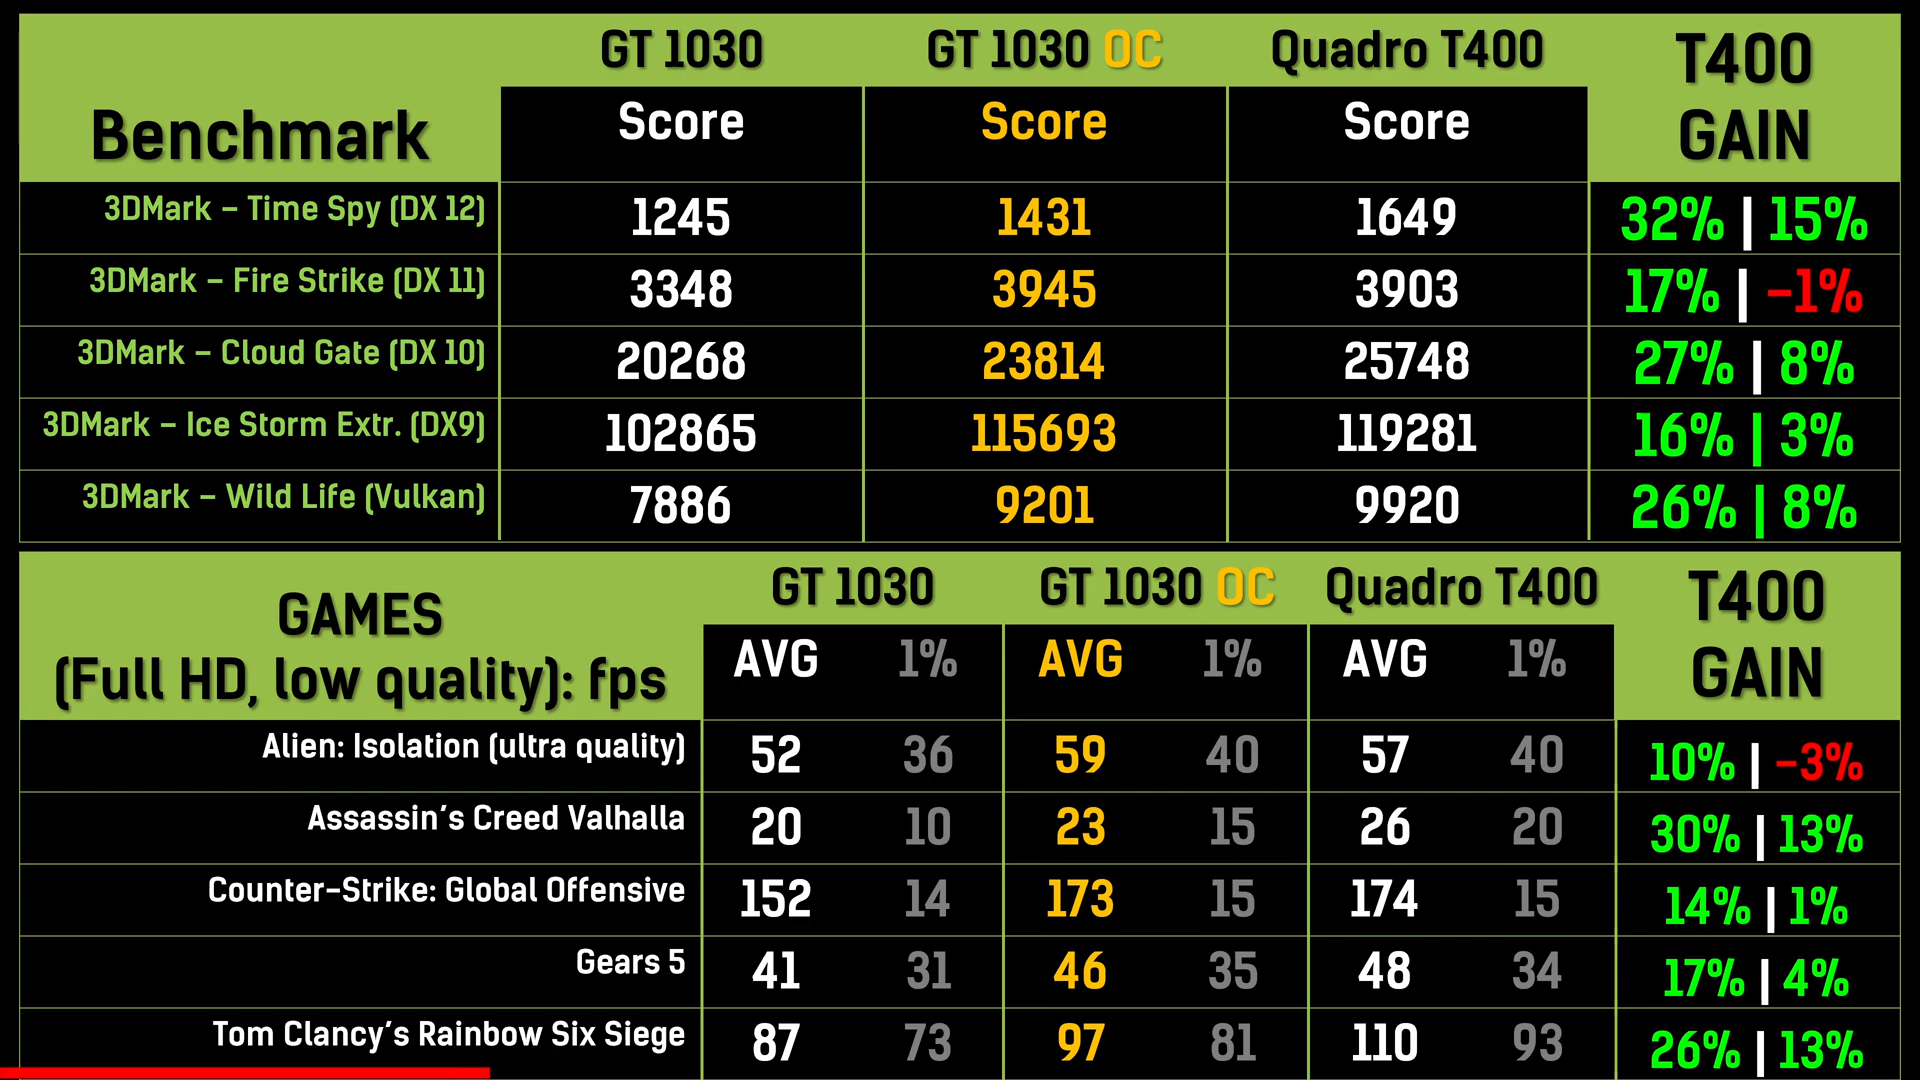 GT 1030 GT 1030 OC Quadro T400 T400 GAIN
Benchmark Score Score Score
3DMark – Time Spy (DX 12) 1245 1431 1649 32% | 15%
3DMark – Fire Strike (DX 11) 3348 3945 3903 17% | –1%
3DMark – Cloud Gate (DX 10) 20268 23814 25748 27% | 8%
3DMark – Ice Storm Extr. (DX9) 102865 115693 119281 16% | 3%
3DMark – Wild Life (Vulkan) 7886 9201 9920 26% | 8%
GAMES GT 1030 GT 1030 OC Quadro T400 T400 GAIN
(Full HD, low quality): fps AVG 1% AVG 1% AVG 1%
Alien: Isolation (ultra quality) 52 36 59 40 57 40 10% | –3%
Assassin's Creed Valhalla 20 10 23 15 26 20 30% | 13%
Counter-Strike: Global Offensive 152 14 173 15 174 15 14% | 1%
Gears 5 41 31 46 35 48 34 17% | 4%
Tom Clancy's Rainbow Six Siege 87 73 97 81 110 93 26% | 13%